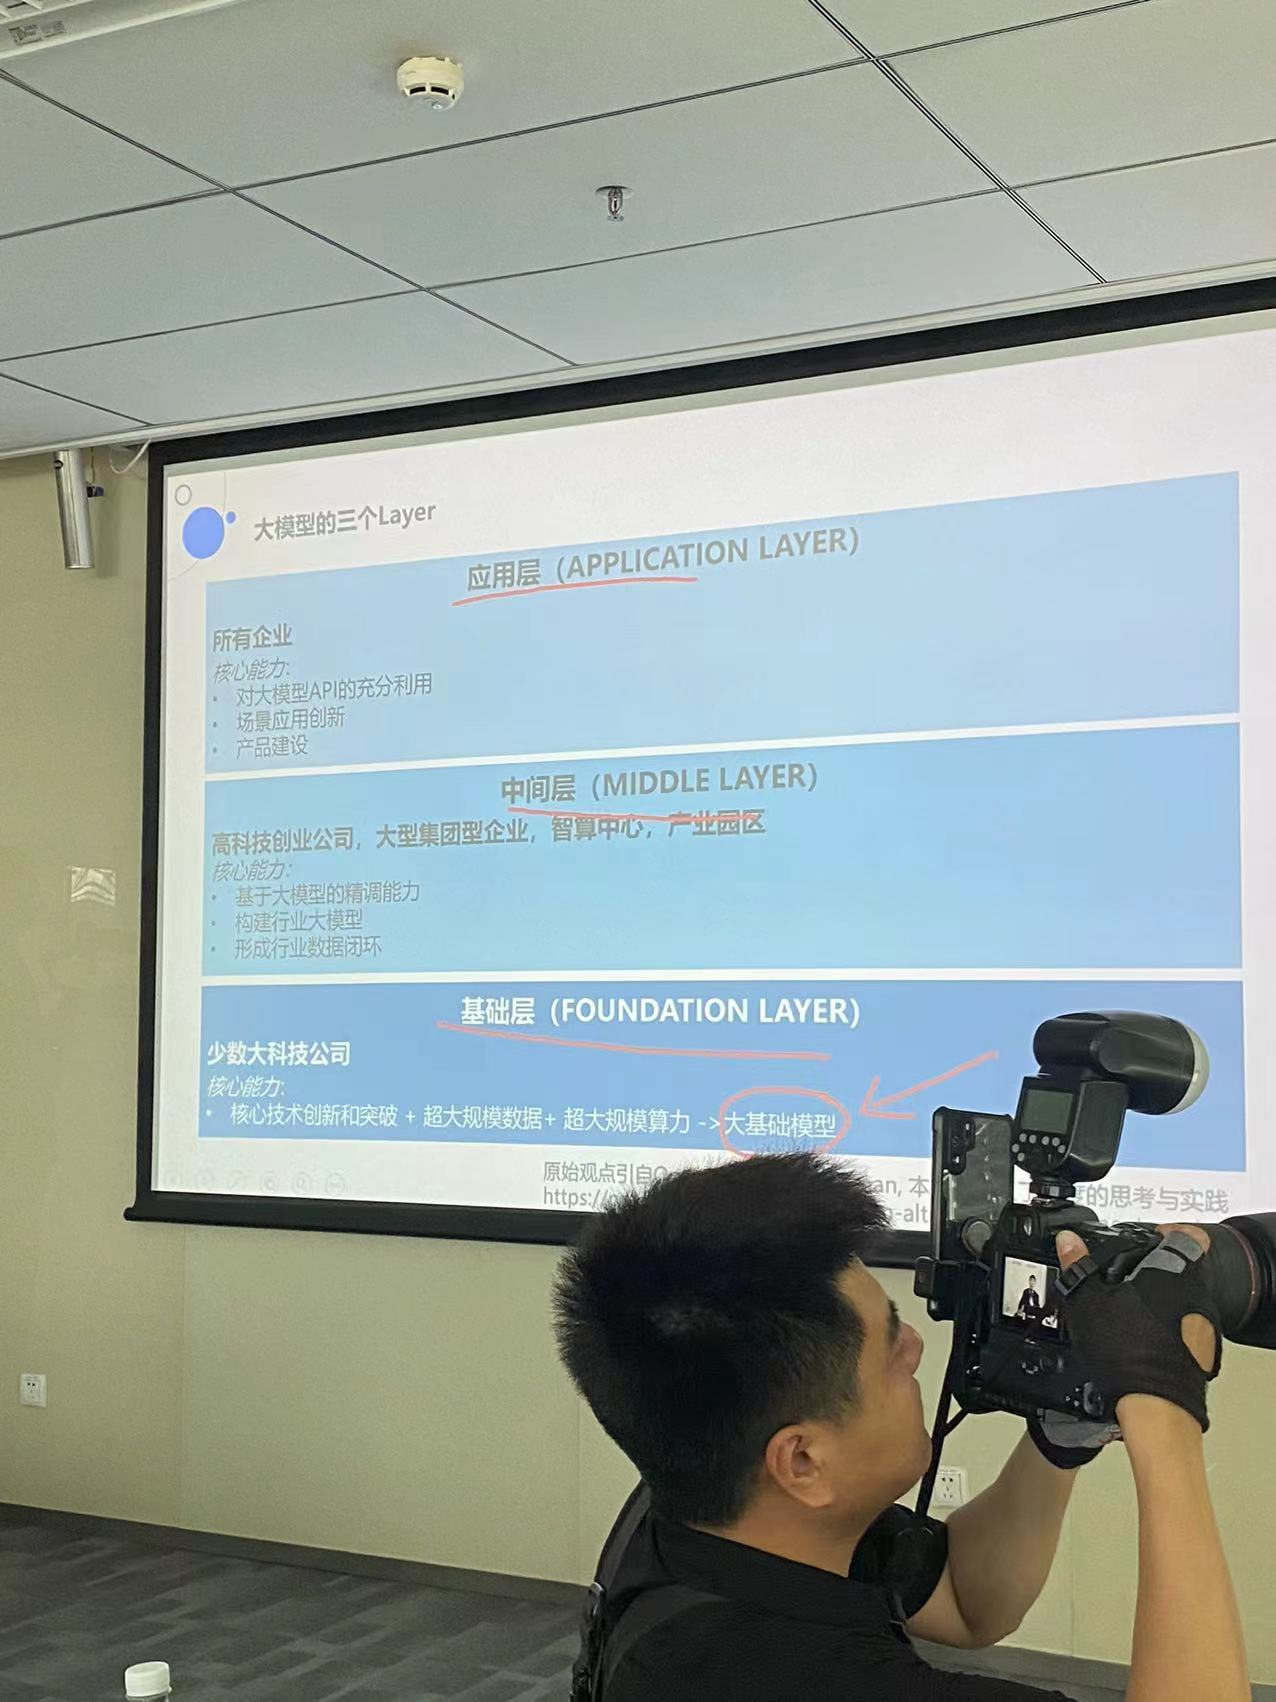 大模型的三个Layer
应用层（APPLICATION LAYER）
所有企业
核心能力:
• 对大模型API的充分利用
• 场景应用创新
• 产品建设
中间层（MIDDLE LAYER）
高科技创业公司，大型集团型企业，智算中心，产业园区
核心能力:
• 基于大模型的精调能力
• 构建行业大模型
• 形成行业数据闭环
基础层（FOUNDATION LAYER）
少数大科技公司
核心能力:
• 核心技术创新和突破 + 超大规模数据+ 超大规模算力 ->大基础模型
原始观点引自 an, 本 的思考与实践
https:// -alt